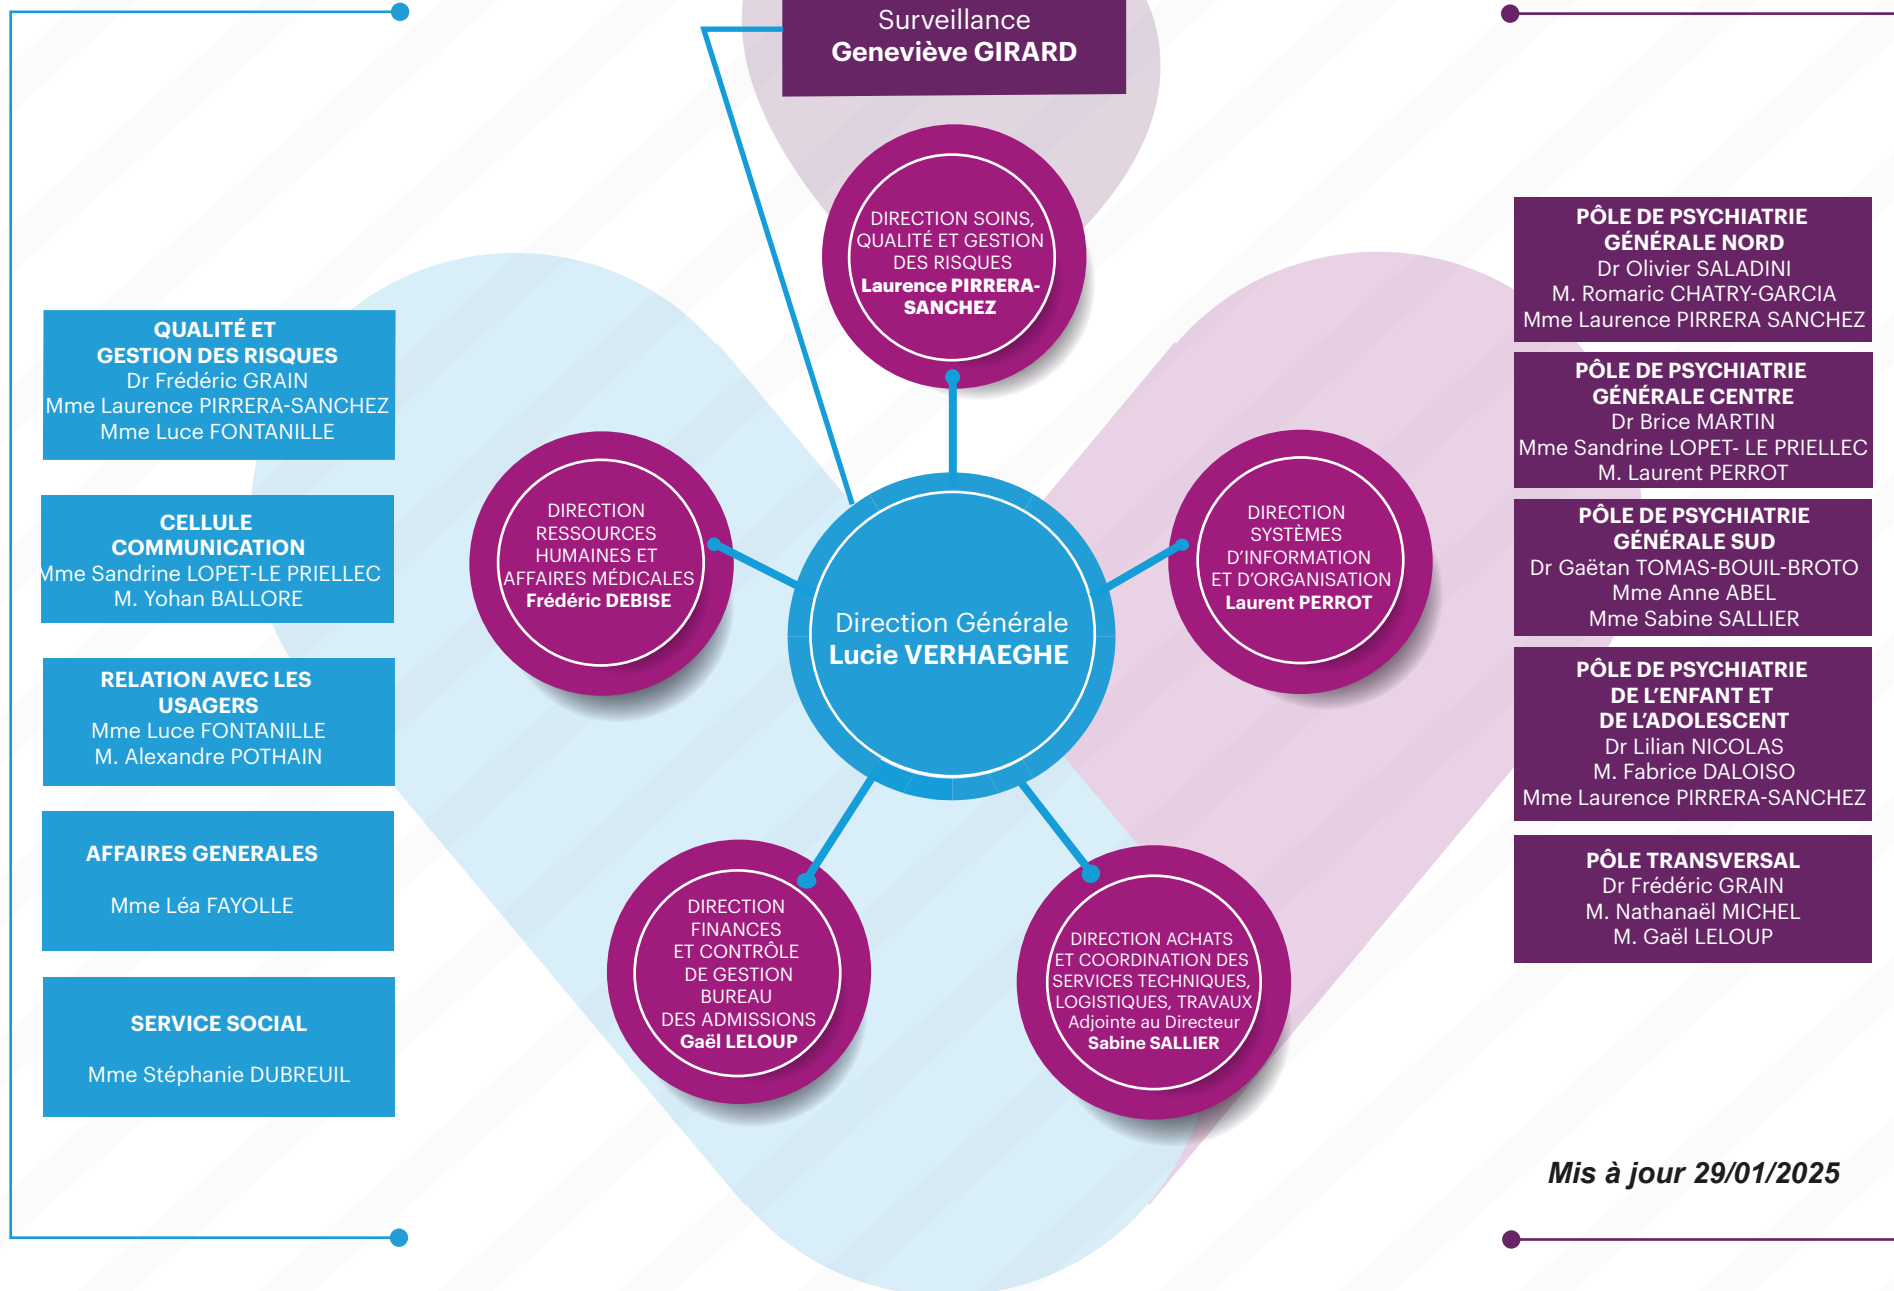 Surveillance
Geneviève GIRARD
DIRECTION SOINS,
QUALITÉ ET GESTION
DES RISQUES
Laurence PIRRERA-
SANCHEZ
QUALITÉ ET
GESTION DES RISQUES
Dr Frédéric GRAIN
Mme Laurence PIRRERA-SANCHEZ
Mme Luce FONTANILLE
CELLULE
COMMUNICATION
Mme Sandrine LOPET-LE PRIELLEC
M. Yohan BALLORE
RELATION AVEC LES
USAGERS
Mme Luce FONTANILLE
M. Alexandre POTHAIN
AFFAIRES GENERALES
Mme Léa FAYOLLE
SERVICE SOCIAL
Mme Stéphanie DUBREUIL
DIRECTION
RESSOURCES
HUMAINES ET
AFFAIRES MÉDICALES
Frédéric DEBISE
Direction Générale
Lucie VERHAEGHE
DIRECTION
SYSTÈMES
D'INFORMATION
ET D'ORGANISATION
Laurent PERROT
DIRECTION
FINANCES
ET CONTRÔLE
DE GESTION
BUREAU
DES ADMISSIONS
Gaël LELOUP
DIRECTION ACHATS
ET COORDINATION DES
SERVICES TECHNIQUES,
LOGISTIQUES, TRAVAUX
Adjointe au Directeur
Sabine SALLIER
PÔLE DE PSYCHIATRIE
GÉNÉRALE NORD
Dr Olivier SALADINI
M. Romaric CHATRY-GARCIA
Mme Laurence PIRRERA SANCHEZ
PÔLE DE PSYCHIATRIE
GÉNÉRALE CENTRE
Dr Brice MARTIN
Mme Sandrine LOPET- LE PRIELLEC
M. Laurent PERROT
PÔLE DE PSYCHIATRIE
GÉNÉRALE SUD
Dr Gaëtan TOMAS-BOUIL-BROTO
Mme Anne ABEL
Mme Sabine SALLIER
PÔLE DE PSYCHIATRIE
DE L'ENFANT ET
DE L'ADOLESCENT
Dr Lilian NICOLAS
M. Fabrice DALOISO
Mme Laurence PIRRERA-SANCHEZ
PÔLE TRANSVERSAL
Dr Frédéric GRAIN
M. Nathanaël MICHEL
M. Gaël LELOUP
Mis à jour 29/01/2025